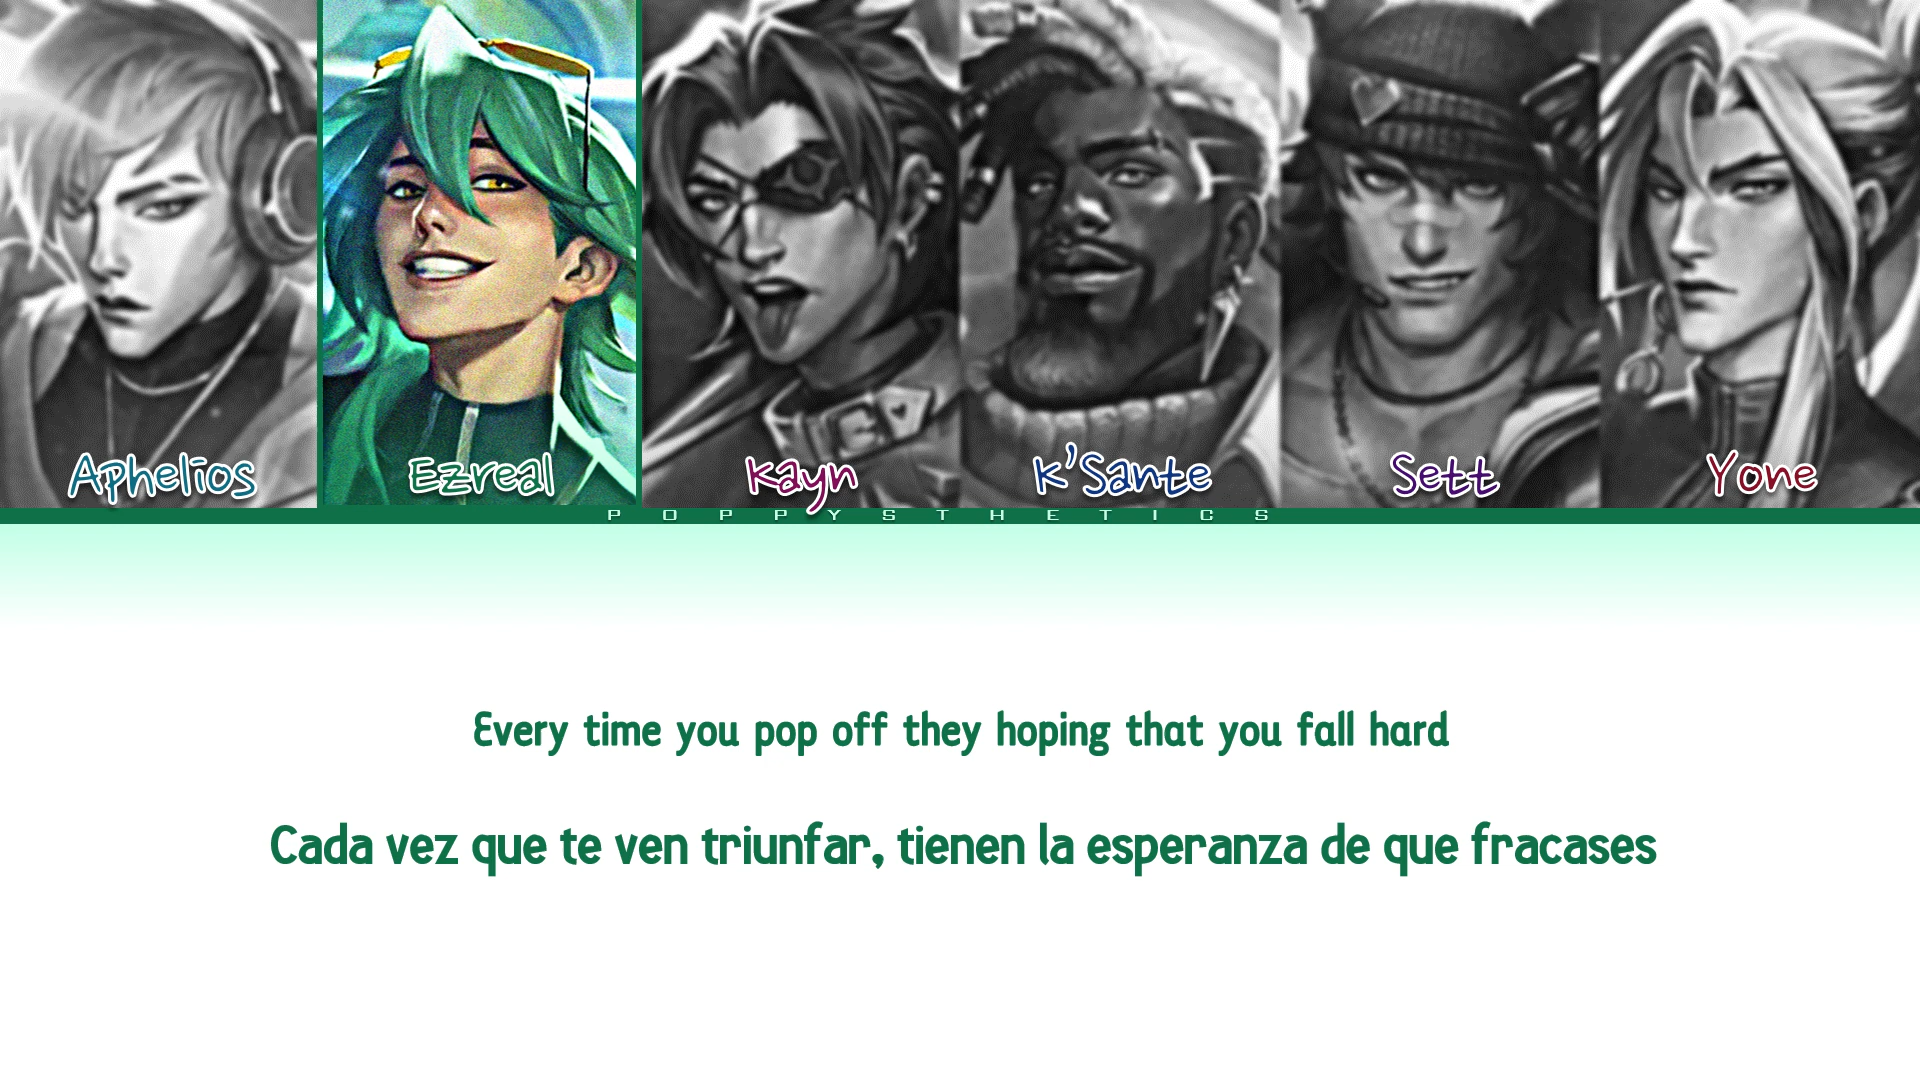 Aphelios Ezreal Kayn K'Sante Sett Yone
POPPYSTHETICS
Every time you pop off they hoping that you fall hard
Cada vez que te ven triunfar, tienen la esperanza de que fracases